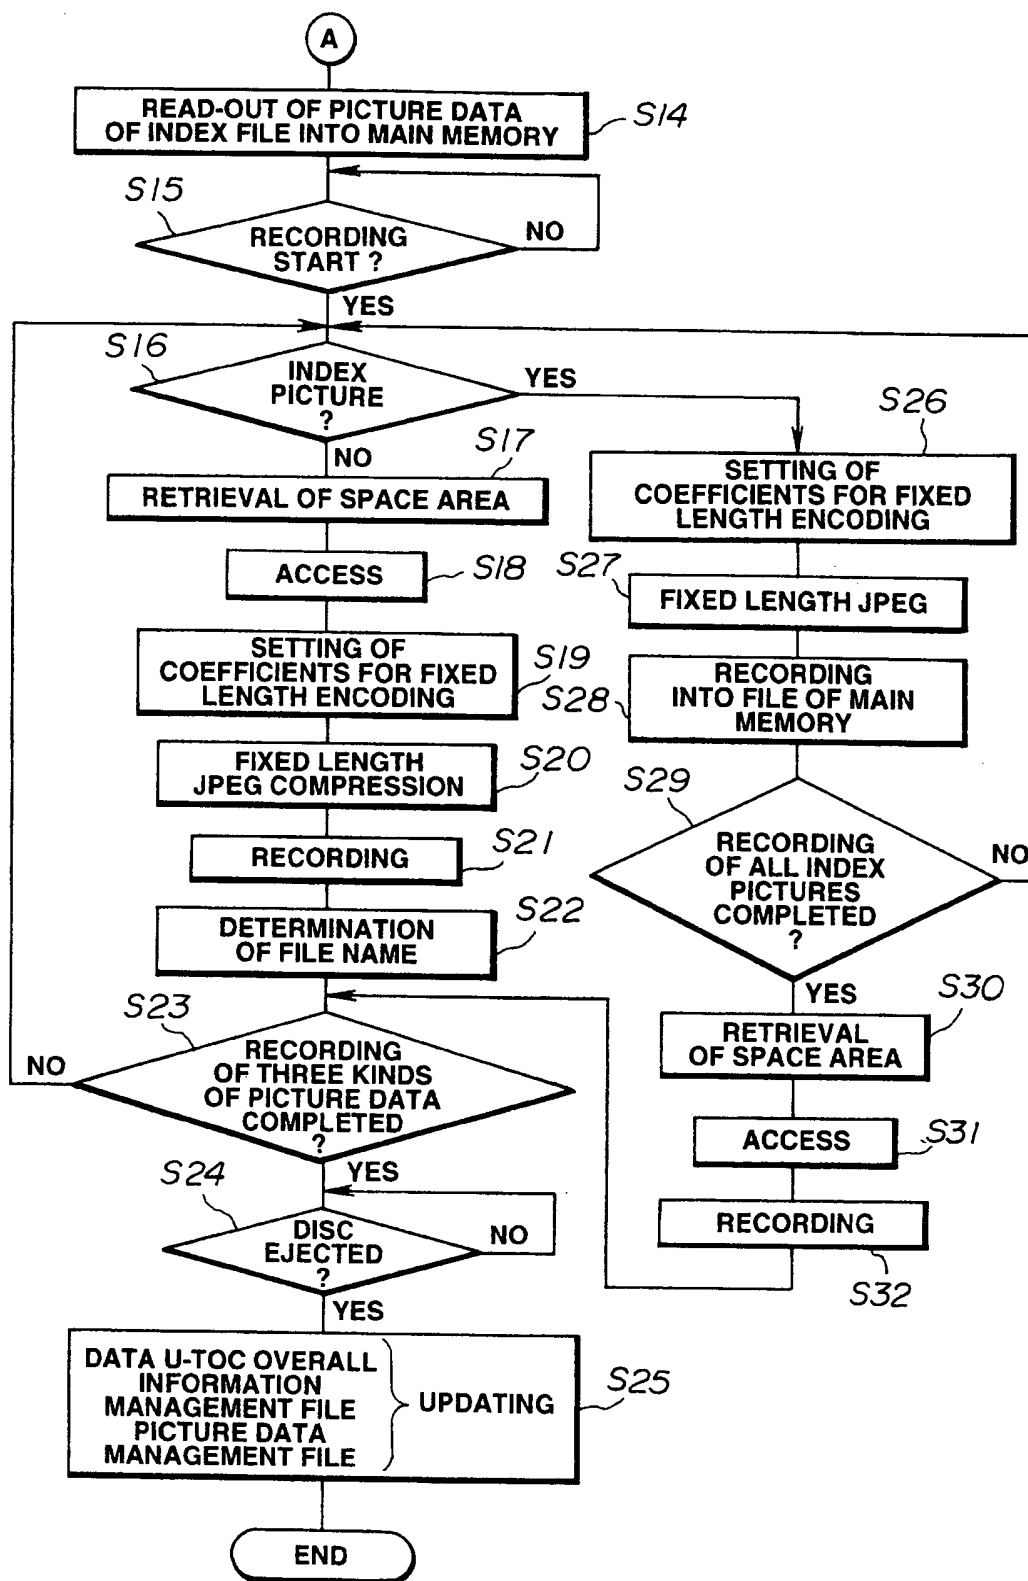 A
READ-OUT OF PICTURE DATA
OF INDEX FILE INTO MAIN MEMORY
S14
S15
RECORDING
START ?
NO
YES
S16
INDEX
PICTURE
?
YES
NO
S17
RETRIEVAL OF SPACE AREA
ACCESS
S18
SETTING OF
COEFFICIENTS FOR FIXED
LENGTH ENCODING
S19
FIXED LENGTH
JPEG COMPRESSION
S20
RECORDING
S21
DETERMINATION
OF FILE NAME
S22
S23
RECORDING
OF THREE KINDS
OF PICTURE DATA
COMPLETED
?
NO
YES
S24
DISC
EJECTED
?
NO
YES
DATA U-TOC OVERALL
INFORMATION
MANAGEMENT FILE
PICTURE DATA
MANAGEMENT FILE
UPDATING
S25
END
S26
SETTING OF
COEFFICIENTS FOR FIXED
LENGTH ENCODING
S27
FIXED LENGTH JPEG
S28
RECORDING
INTO FILE OF MAIN
MEMORY
S29
RECORDING
OF ALL INDEX
PICTURES
COMPLETED
?
NO
YES
S30
RETRIEVAL
OF SPACE AREA
ACCESS
S31
RECORDING
S32